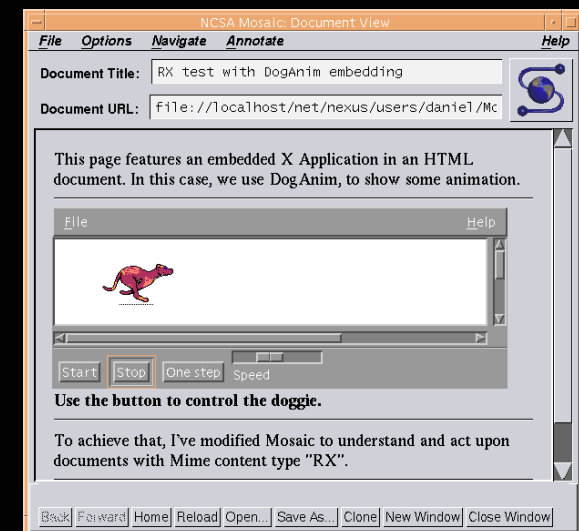 NCSA Mosaic: Document View
File Options Navigate Annotate Help
Document Title: RX test with DogAnim embedding
Document URL: file://localhost/net/nexus/users/daniel/Mc
This page features an embedded X Application in an HTML
document. In this case, we use DogAnim, to show some animation.
File Help
Start Stop One step Speed
Use the button to control the doggie.
To achieve that, I've modified Mosaic to understand and act upon
documents with Mime content type "RX".
Back Forward Home Reload Open... Save As... Clone New Window Close Window